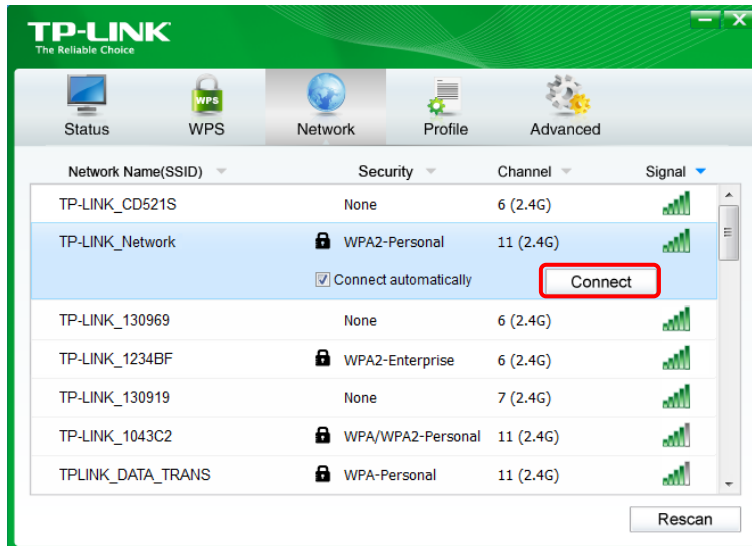 TP-LINK
The Reliable Choice
WPS
Status WPS Network Profile Advanced
Network Name(SSID) Security Channel Signal
TP-LINK_CD521S None 6 (2.4G)
TP-LINK_Network WPA2-Personal 11 (2.4G)
Connect automatically Connect
TP-LINK_130969 None 6 (2.4G)
TP-LINK_1234BF WPA2-Enterprise 6 (2.4G)
TP-LINK_130919 None 7 (2.4G)
TP-LINK_1043C2 WPA/WPA2-Personal 11 (2.4G)
TPLINK_DATA_TRANS WPA-Personal 11 (2.4G)
Rescan